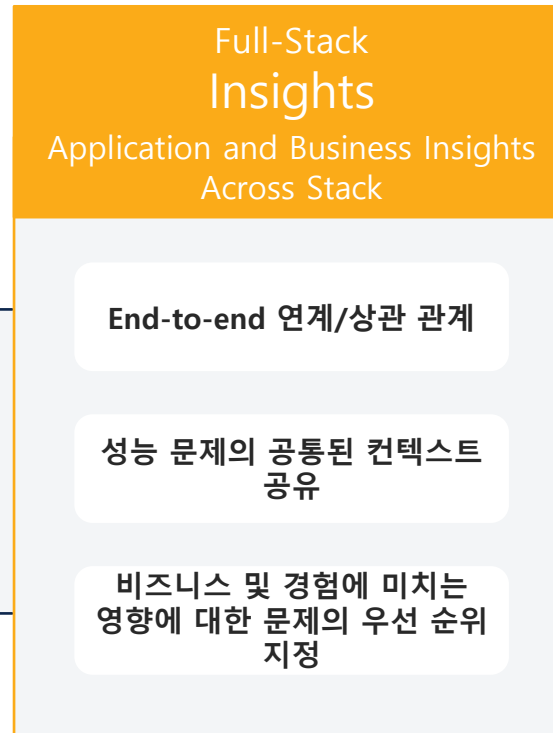 Full-Stack
Insights
Application and Business Insights
Across Stack
End-to-end 연계/상관 관계
성능 문제의 공통된 컨텍스트
공유
비즈니스 및 경험에 미치는
영향에 대한 문제의 우선 순위
지정